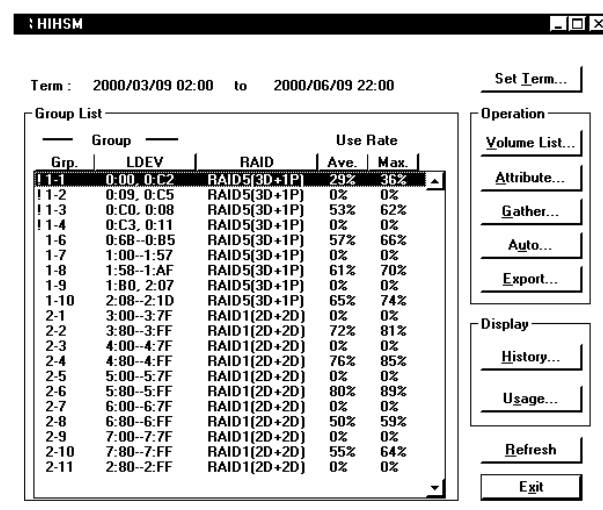 HIHSM
Term : 2000/03/09 02:00 to 2000/06/09 22:00
Set Term...
Group List
Group Use Rate
Grp. LDEV RAID Ave. Max.
! 1-1 0:00, 0:C2 RAID5(3D+1P) 29% 36%
! 1-2 0:09, 0:C5 RAID5(3D+1P) 0% 0%
! 1-3 0:C0, 0:08 RAID5(3D+1P) 53% 62%
! 1-4 0:C3, 0:11 RAID5(3D+1P) 0% 0%
1-6 0:6B--0:B5 RAID5(3D+1P) 57% 66%
1-7 1:00--1:57 RAID5(3D+1P) 0% 0%
1-8 1:58--1:AF RAID5(3D+1P) 61% 70%
1-9 1:B0, 2:07 RAID5(3D+1P) 0% 0%
1-10 2:08--2:1D RAID5(3D+1P) 65% 74%
2-1 3:00--3:7F RAID1(2D+2D) 0% 0%
2-2 3:80--3:FF RAID1(2D+2D) 72% 81%
2-3 4:00--4:7F RAID1(2D+2D) 0% 0%
2-4 4:80--4:FF RAID1(2D+2D) 76% 85%
2-5 5:00--5:7F RAID1(2D+2D) 0% 0%
2-6 5:80--5:FF RAID1(2D+2D) 80% 89%
2-7 6:00--6:7F RAID1(2D+2D) 0% 0%
2-8 6:80--6:FF RAID1(2D+2D) 50% 59%
2-9 7:00--7:7F RAID1(2D+2D) 0% 0%
2-10 7:80--7:FF RAID1(2D+2D) 55% 64%
2-11 2:80--2:FF RAID1(2D+2D) 0% 0%
Operation
Volume List...
Attribute...
Gather...
Auto...
Export...
Display
History...
Usage...
Refresh
Exit